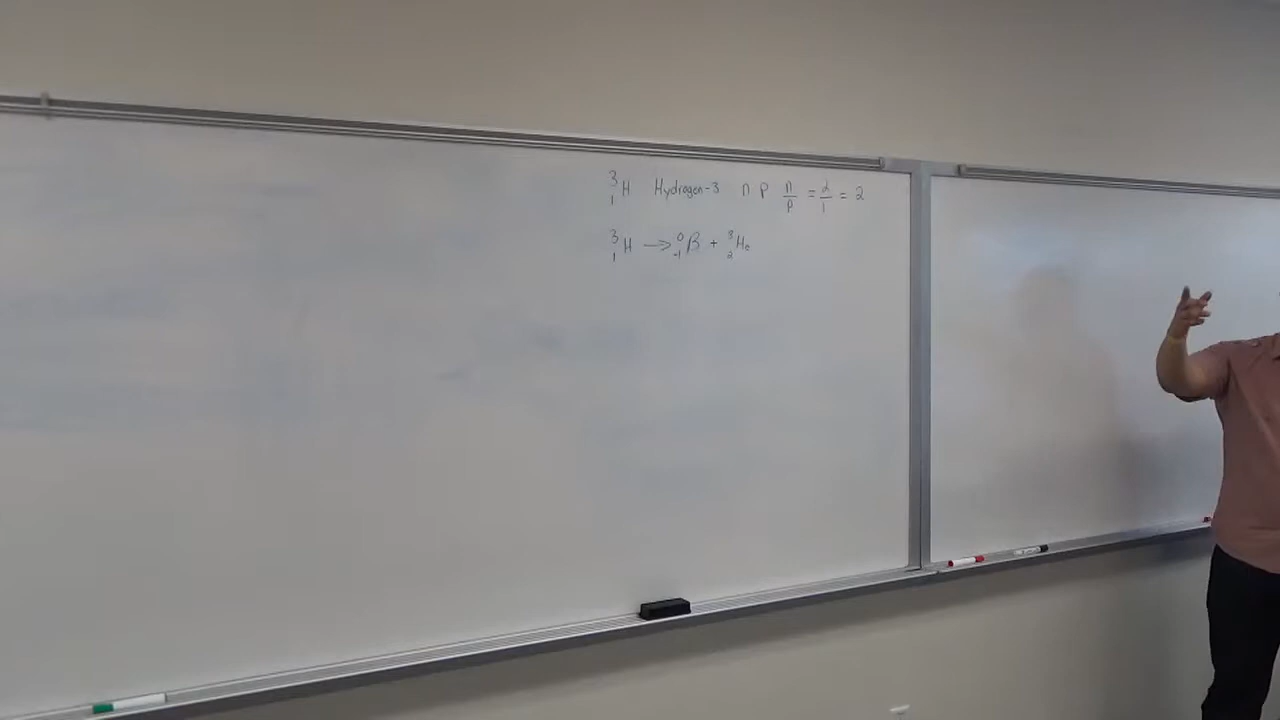 ³₁H Hydrogen-3 n p n/p = 2/1 = 2
³₁H → ⁰₋₁β + ³₂He